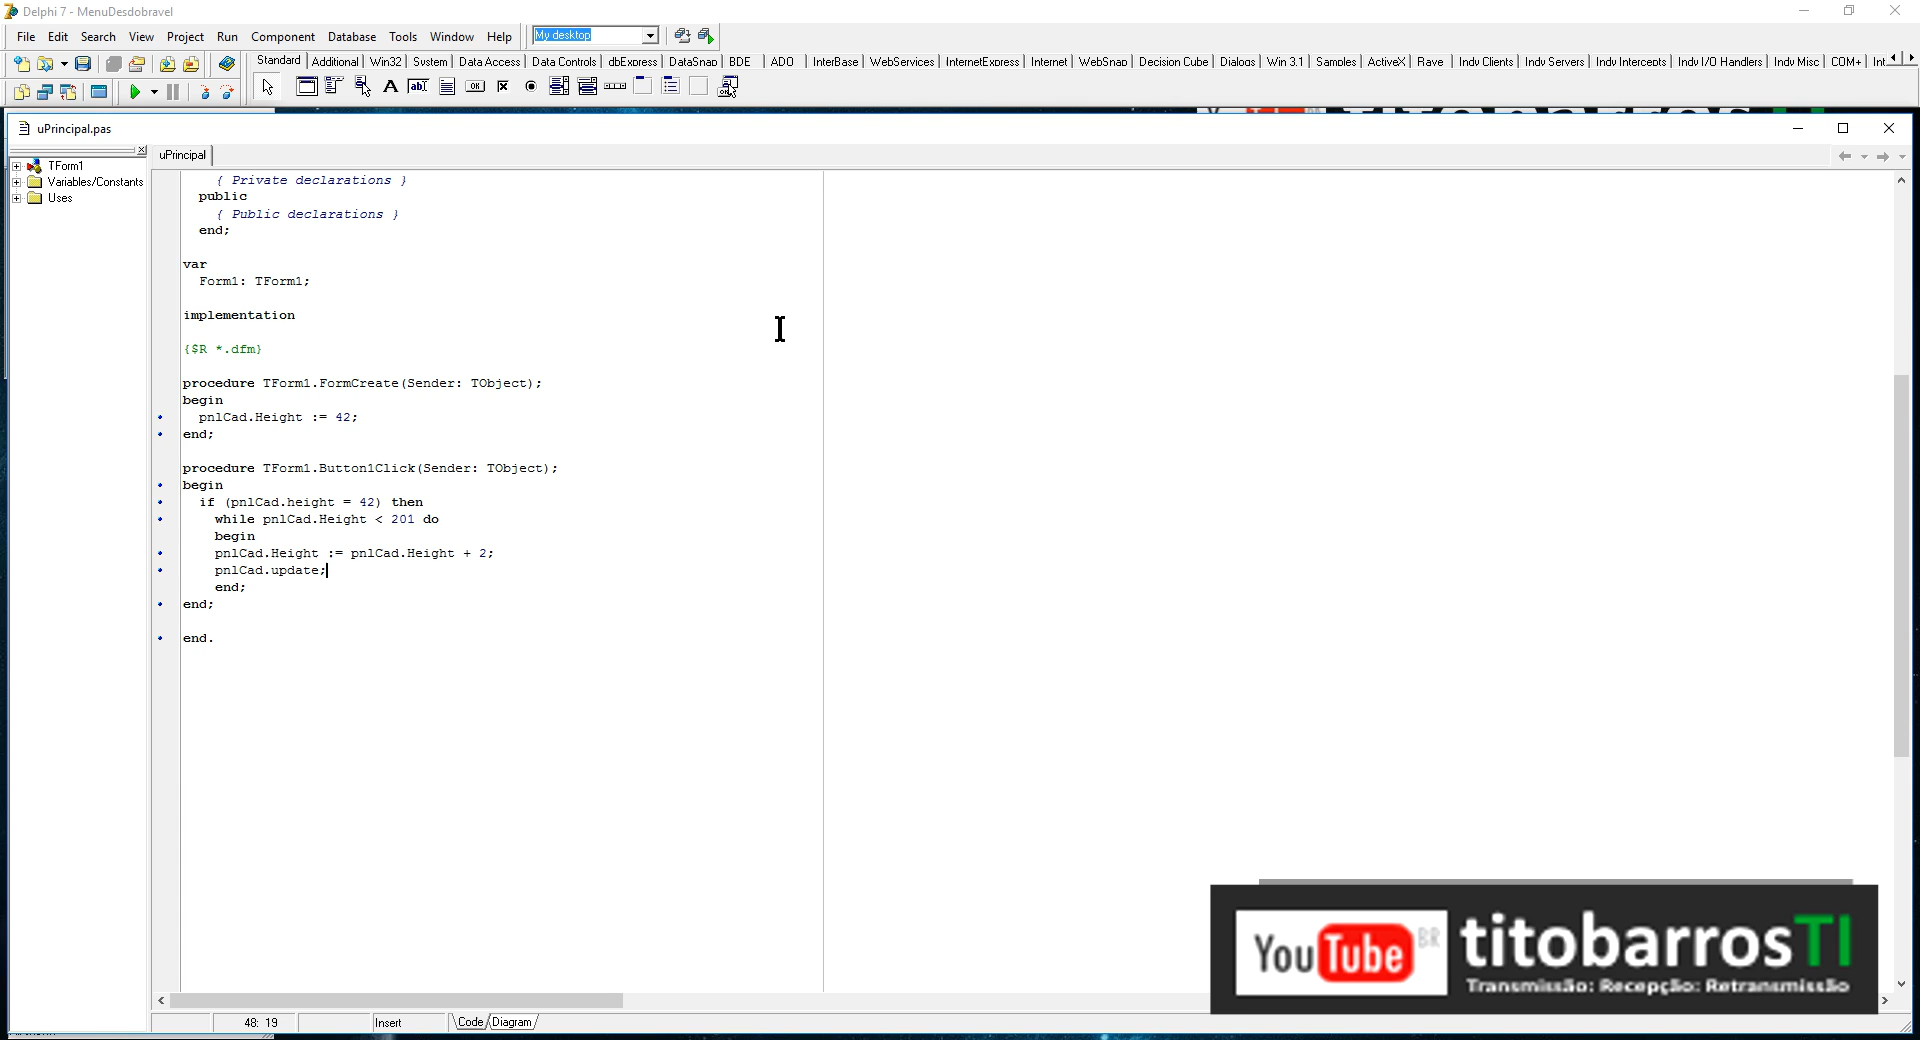 Delphi 7 - MenuDesdobravel
File Edit Search View Project Run Component Database Tools Window Help My desktop
Standard Additional Win32 System Data Access Data Controls dbExpress DataSnap BDE ADO InterBase WebServices InternetExpress Internet WebSnap Decision Cube Dialogs Win 3.1 Samples ActiveX Rave Indy Clients Indy Servers Indy Intercepts Indy I/O Handlers Indy Misc COM+ Int
uPrincipal.pas
uPrincipal
TForm1
Variables/Constants
Uses
{ Private declarations }
public
{ Public declarations }
end;
var
Form1: TForm1;
implementation
{$R *.dfm}
procedure TForm1.FormCreate(Sender: TObject);
begin
pnlCad.Height := 42;
end;
procedure TForm1.Button1Click(Sender: TObject);
begin
if (pnlCad.height = 42) then
while pnlCad.Height < 201 do
begin
pnlCad.Height := pnlCad.Height + 2;
pnlCad.update;
end;
end;
end.
YouTube BR titobarrosTI
Transmissão: Recepção: Retransmissão
48: 19 Insert Code Diagram